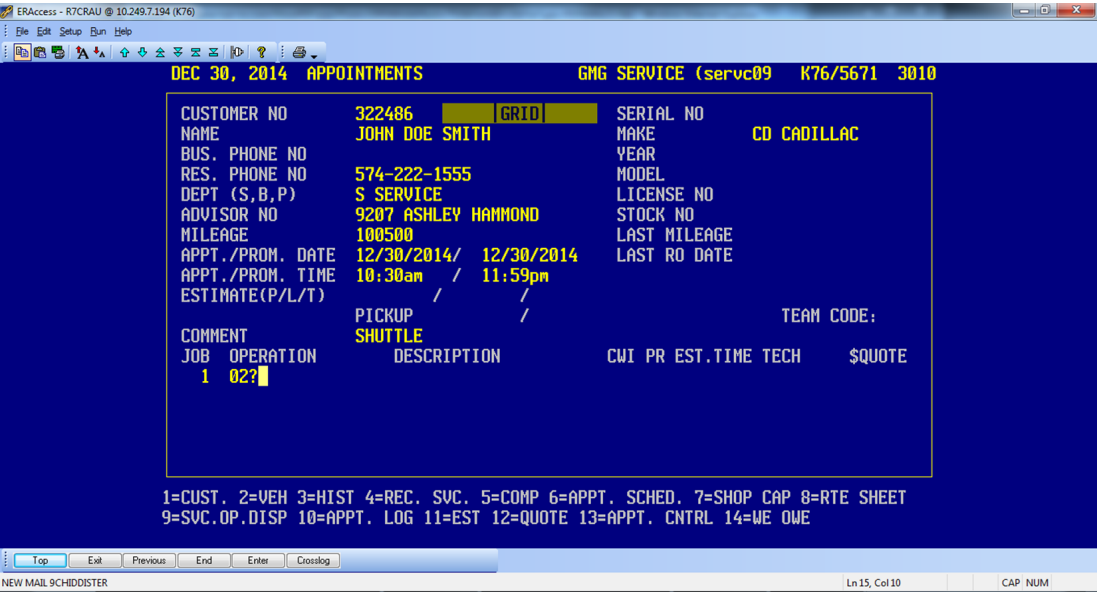 ERAccess - R7CRAU @ 10.249.7.194 (K76)
File Edit Setup Run Help
DEC 30, 2014 APPOINTMENTS GMG SERVICE (servc09 K76/5671 3010
CUSTOMER NO 322486 |GRID| SERIAL NO
NAME JOHN DOE SMITH MAKE CD CADILLAC
BUS. PHONE NO YEAR
RES. PHONE NO 574-222-1555 MODEL
DEPT (S,B,P) S SERVICE LICENSE NO
ADVISOR NO 9207 ASHLEY HAMMOND STOCK NO
MILEAGE 100500 LAST MILEAGE
APPT./PROM. DATE 12/30/2014/ 12/30/2014 LAST RO DATE
APPT./PROM. TIME 10:30am / 11:59pm
ESTIMATE(P/L/T) / /
PICKUP / TEAM CODE:
COMMENT SHUTTLE
JOB OPERATION DESCRIPTION CWI PR EST.TIME TECH $QUOTE
1 02?
1=CUST. 2=VEH 3=HIST 4=REC. SVC. 5=COMP 6=APPT. SCHED. 7=SHOP CAP 8=RTE SHEET
9=SVC.OP.DISP 10=APPT. LOG 11=EST 12=QUOTE 13=APPT. CNTRL 14=WE OWE
Top Exit Previous End Enter Crosslog
NEW MAIL 9CHIDDISTER Ln 15, Col 10 CAP NUM